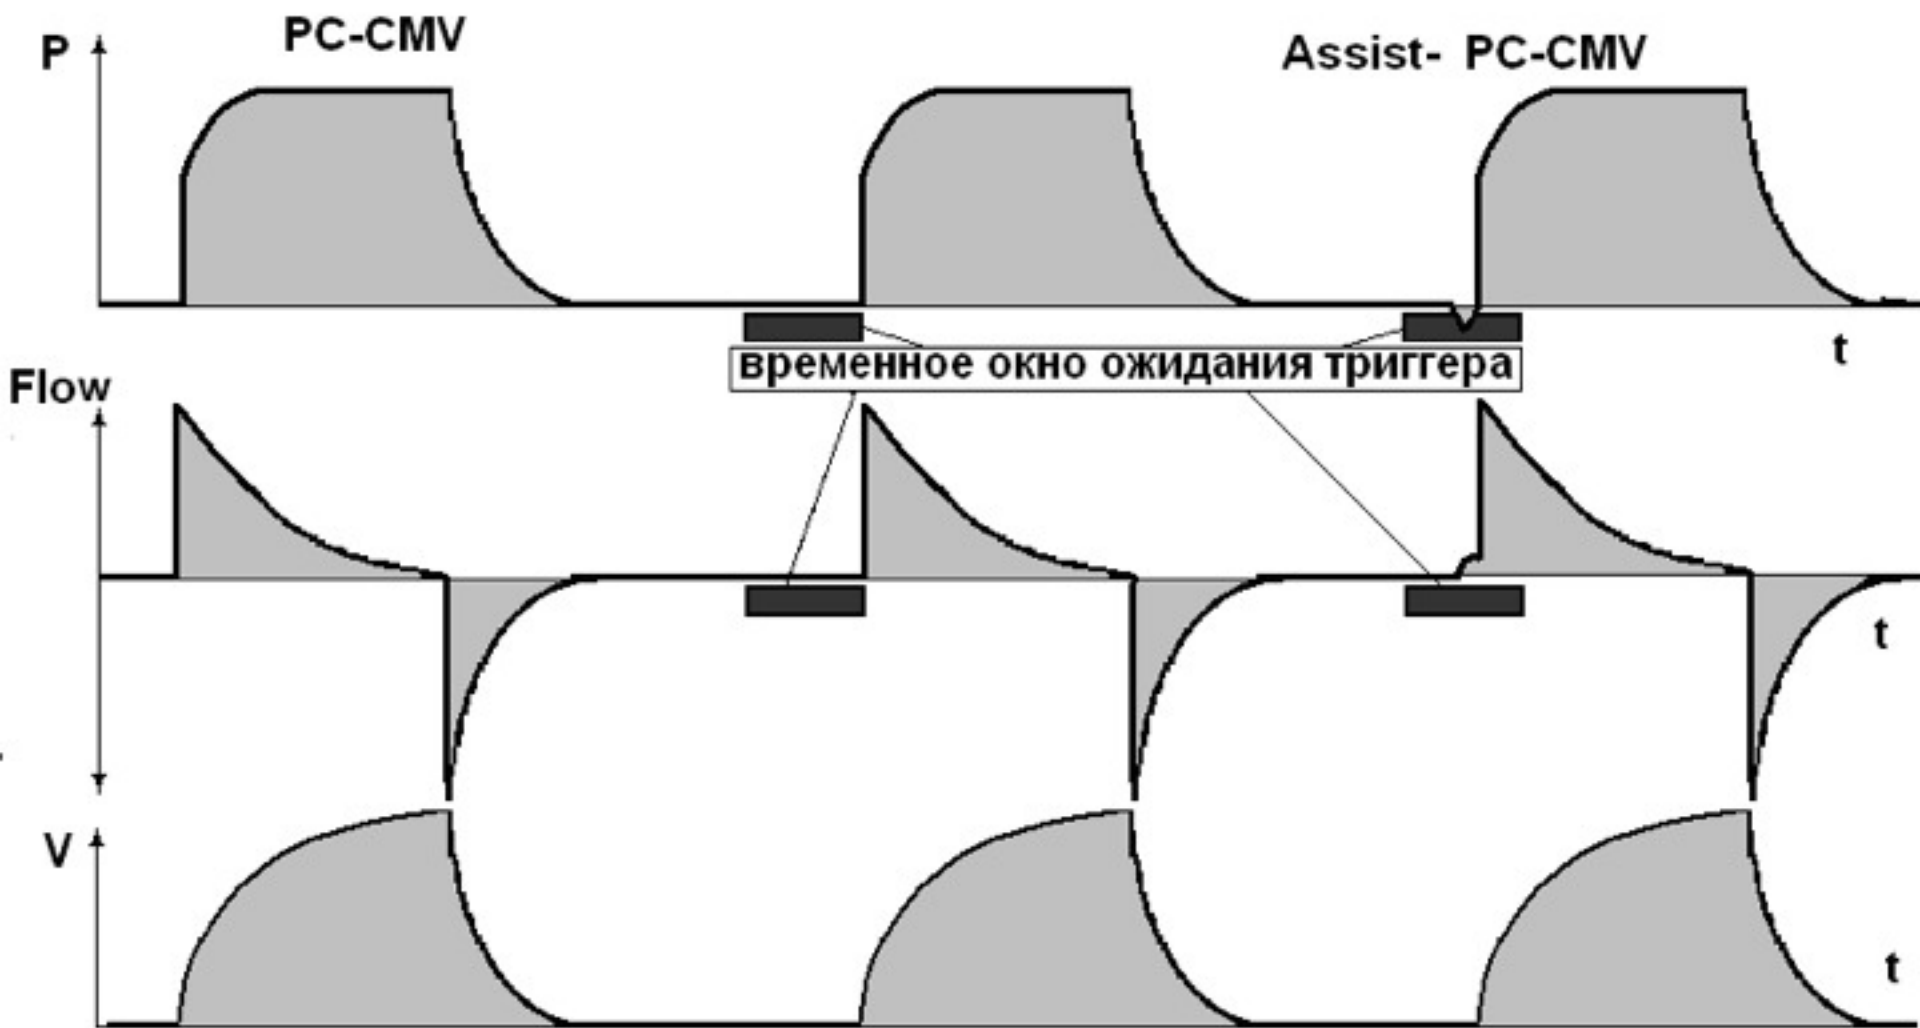 PC-CMV
Assist- PC-CMV
P
t
временное окно ожидания триггера
Flow
t
V
t